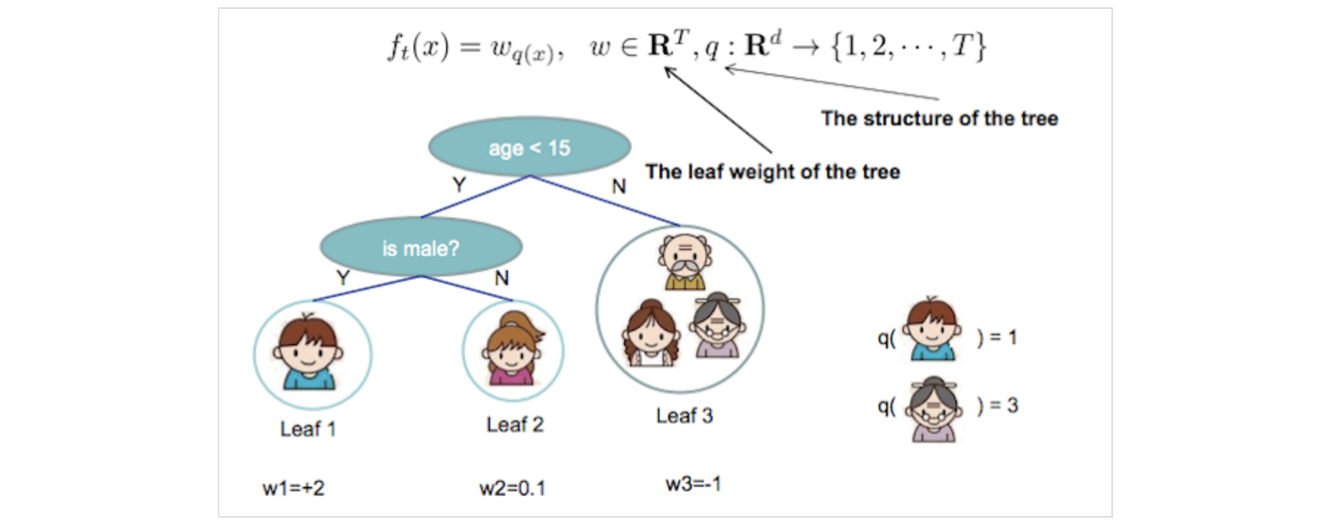 f_t(x) = w_{q(x)}, w ∈ R^T, q : R^d → {1, 2, ⋯, T}
The structure of the tree
age < 15
The leaf weight of the tree
Y
N
is male?
Y
N
q( ) = 1
q( ) = 3
Leaf 1
Leaf 2
Leaf 3
w1=+2
w2=0.1
w3=-1